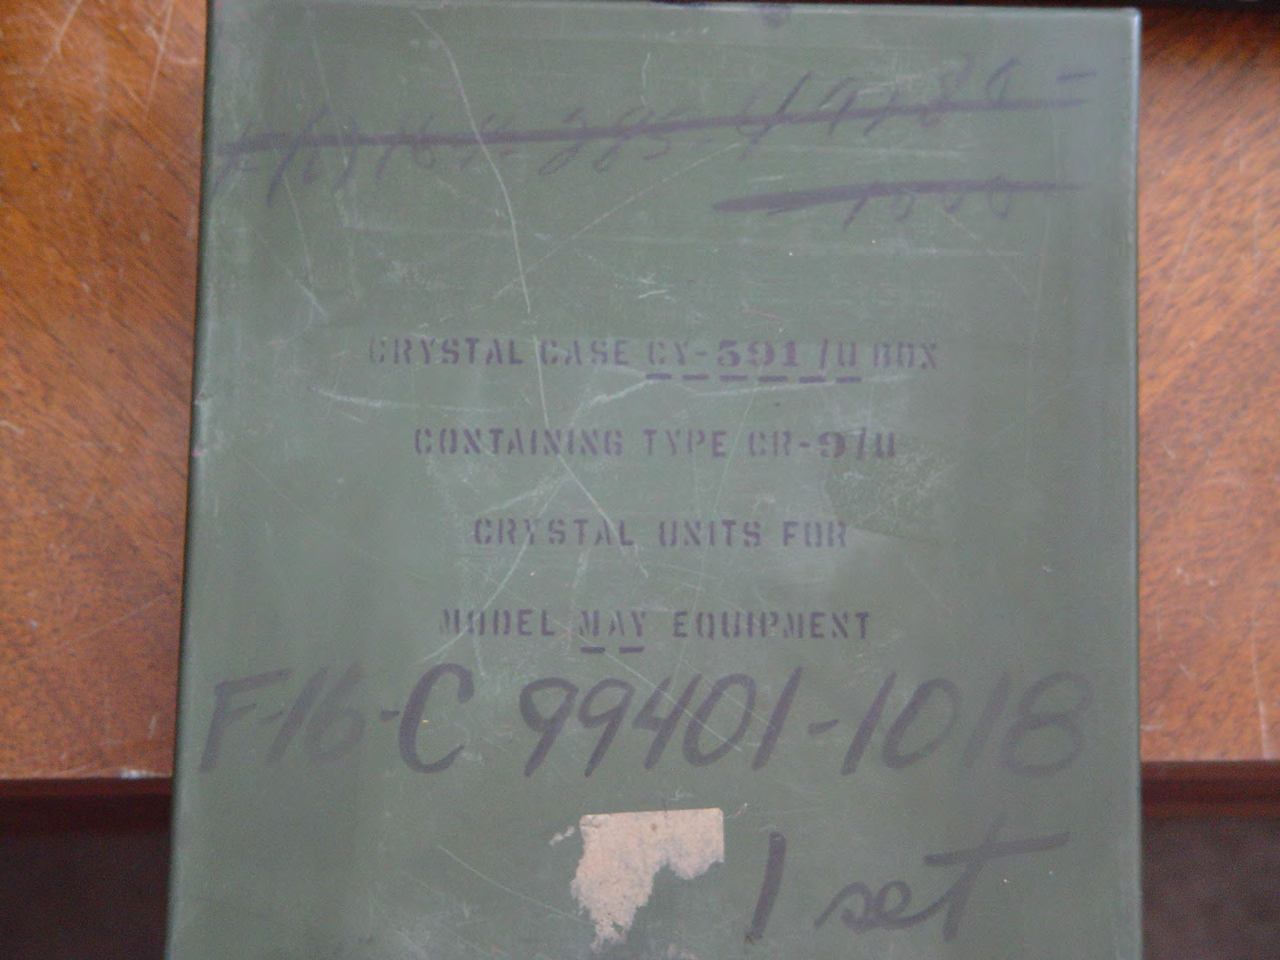 CRYSTAL CASE CY-591/U BOX
CONTAINING TYPE CR-9/U
CRYSTAL UNITS FOR
MODEL MAY EQUIPMENT
F-16-C 99401-1018
1 set